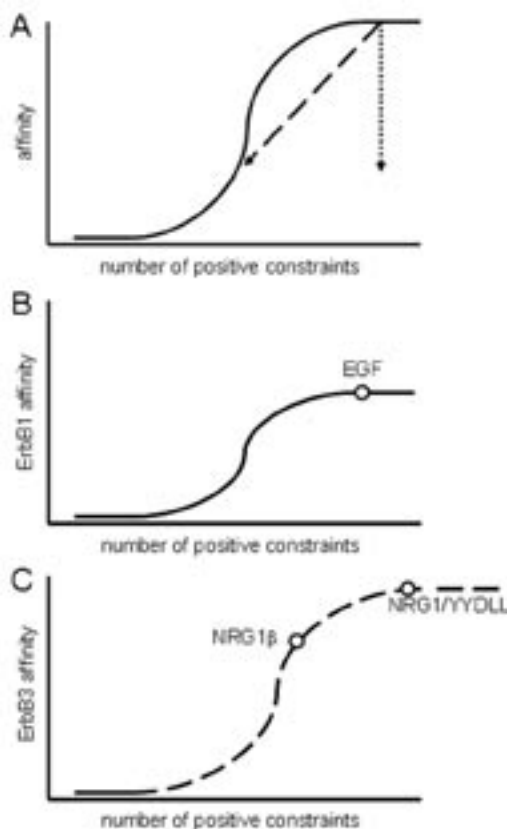 A
affinity
number of positive constraints
B
EGF
ErbB1 affinity
number of positive constraints
C
NRG1/YYDLL
NRG1β
ErbB3 affinity
number of positive constraints